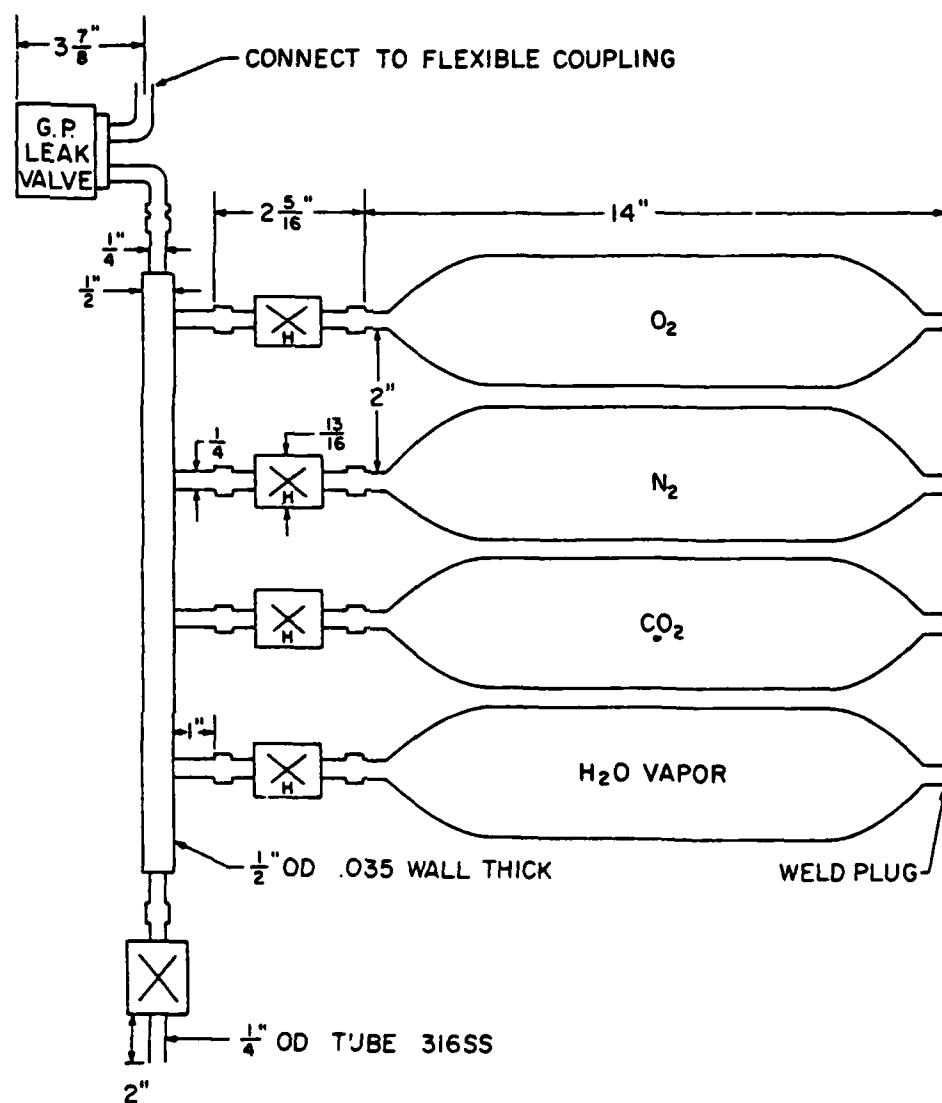 3 7/8"
CONNECT TO FLEXIBLE COUPLING
G.P.
LEAK
VALVE
2 5/16"
14"
1/4"
1/2"
O₂
H
2"
1/4
13/16
N₂
H
CO₂
H
1"
H₂O VAPOR
H
1/2" OD .035 WALL THICK
WELD PLUG
1/4" OD TUBE 316SS
2"